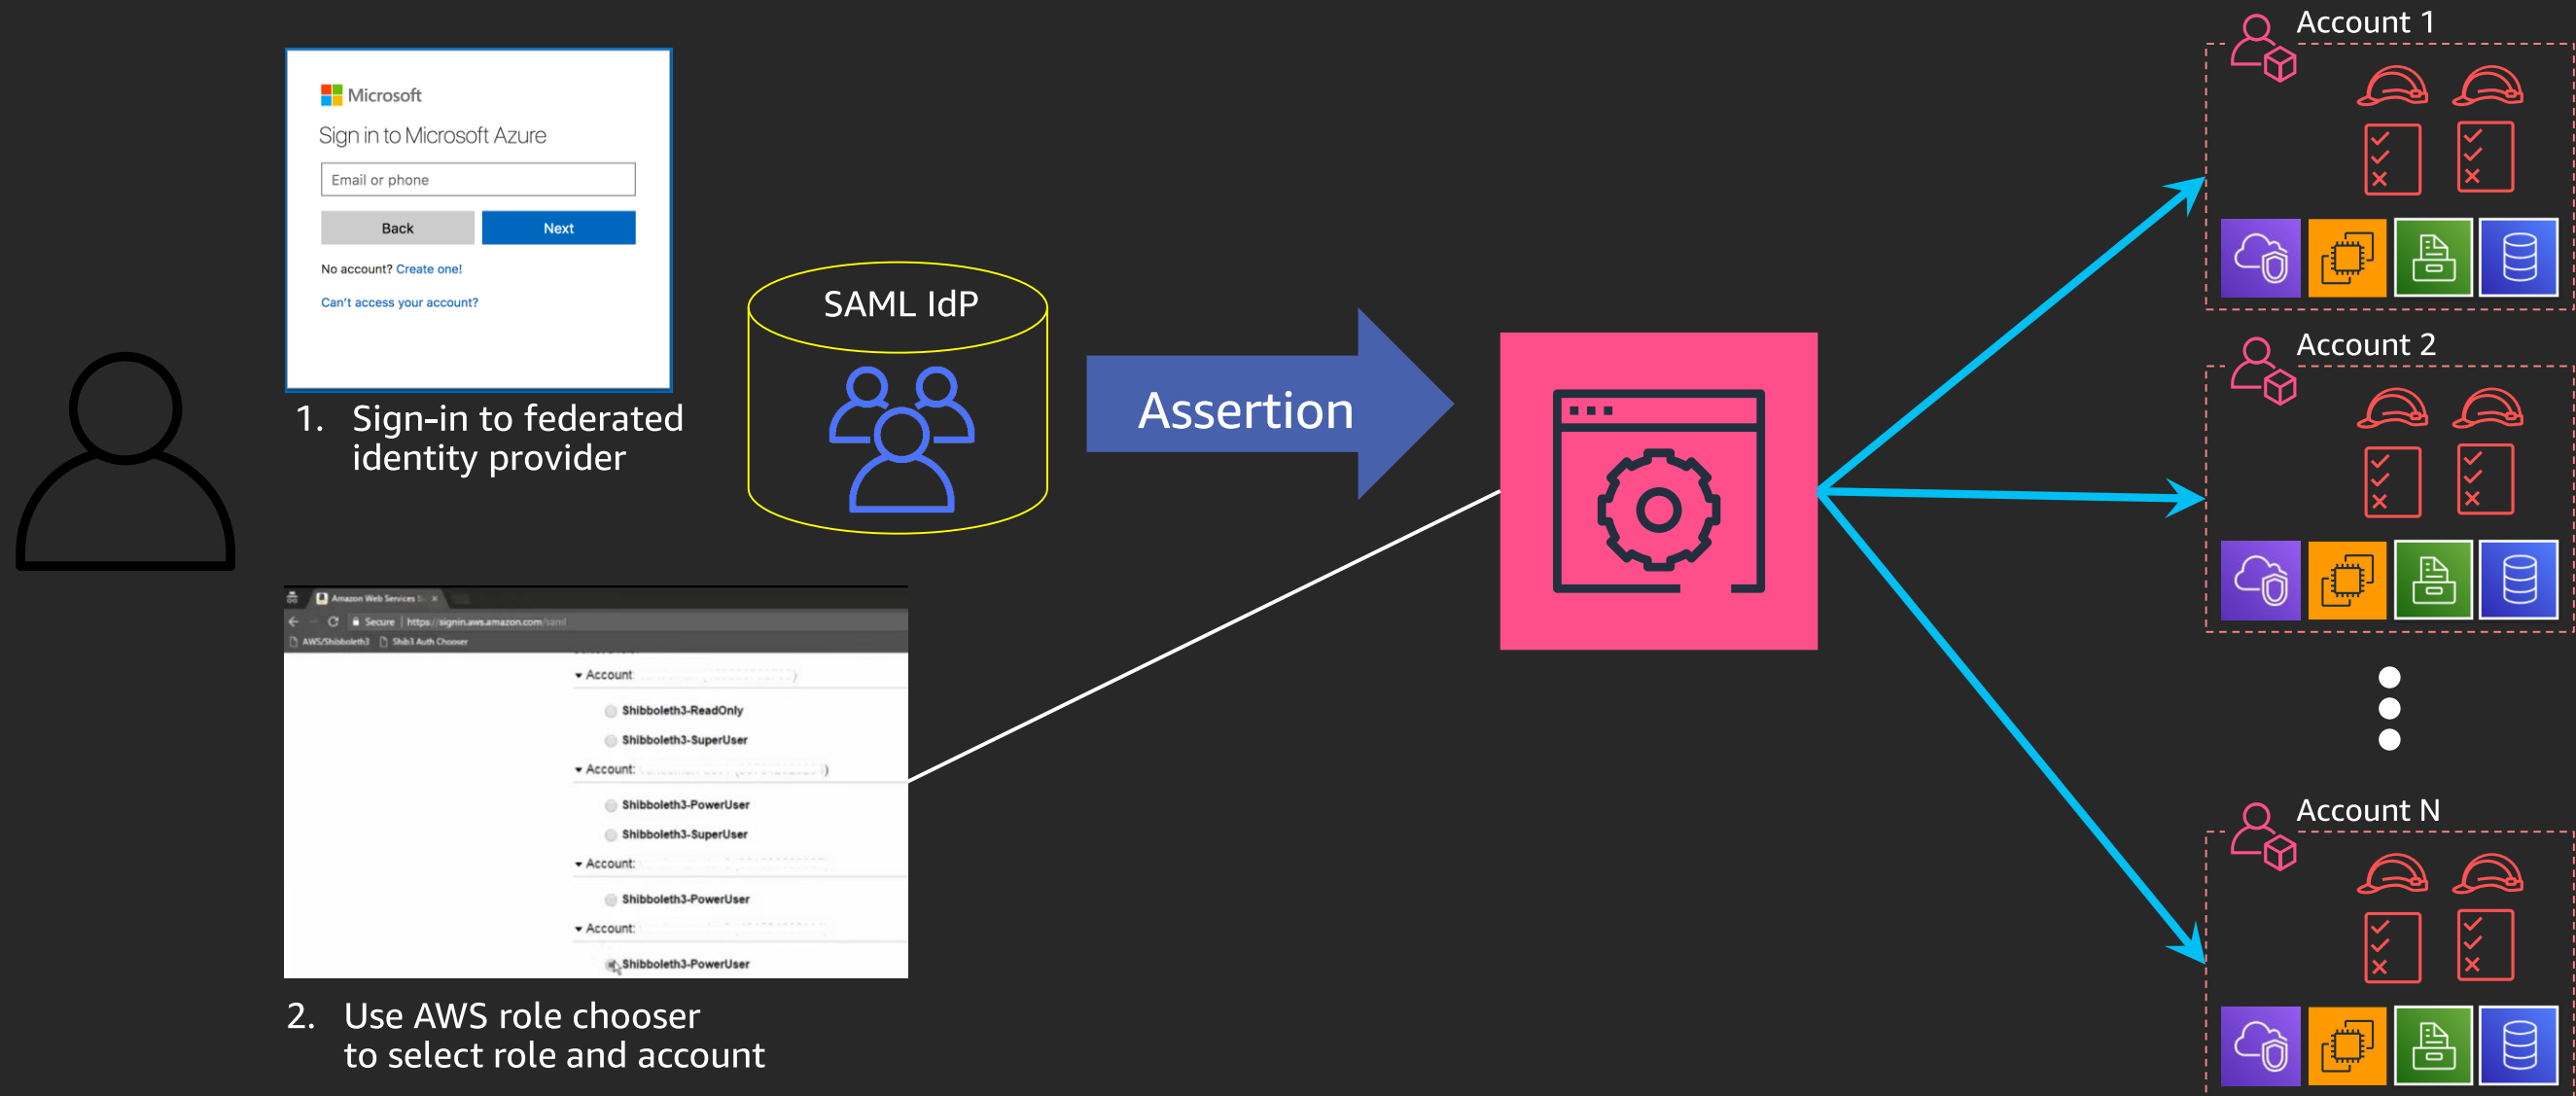 Microsoft
Sign in to Microsoft Azure
Email or phone
Back
Next
No account? Create one!
Can't access your account?
1. Sign-in to federated
identity provider
SAML IdP
Assertion
Amazon Web Services
Secure | https://signin.aws.amazon.com/saml
AWS/Shibboleth3
Shib3 Auth Chooser
Account
Shibboleth3-ReadOnly
Shibboleth3-SuperUser
Account:
Shibboleth3-PowerUser
Shibboleth3-SuperUser
Account:
Shibboleth3-PowerUser
Account:
Shibboleth3-PowerUser
2. Use AWS role chooser
to select role and account
Account 1
Account 2
Account N